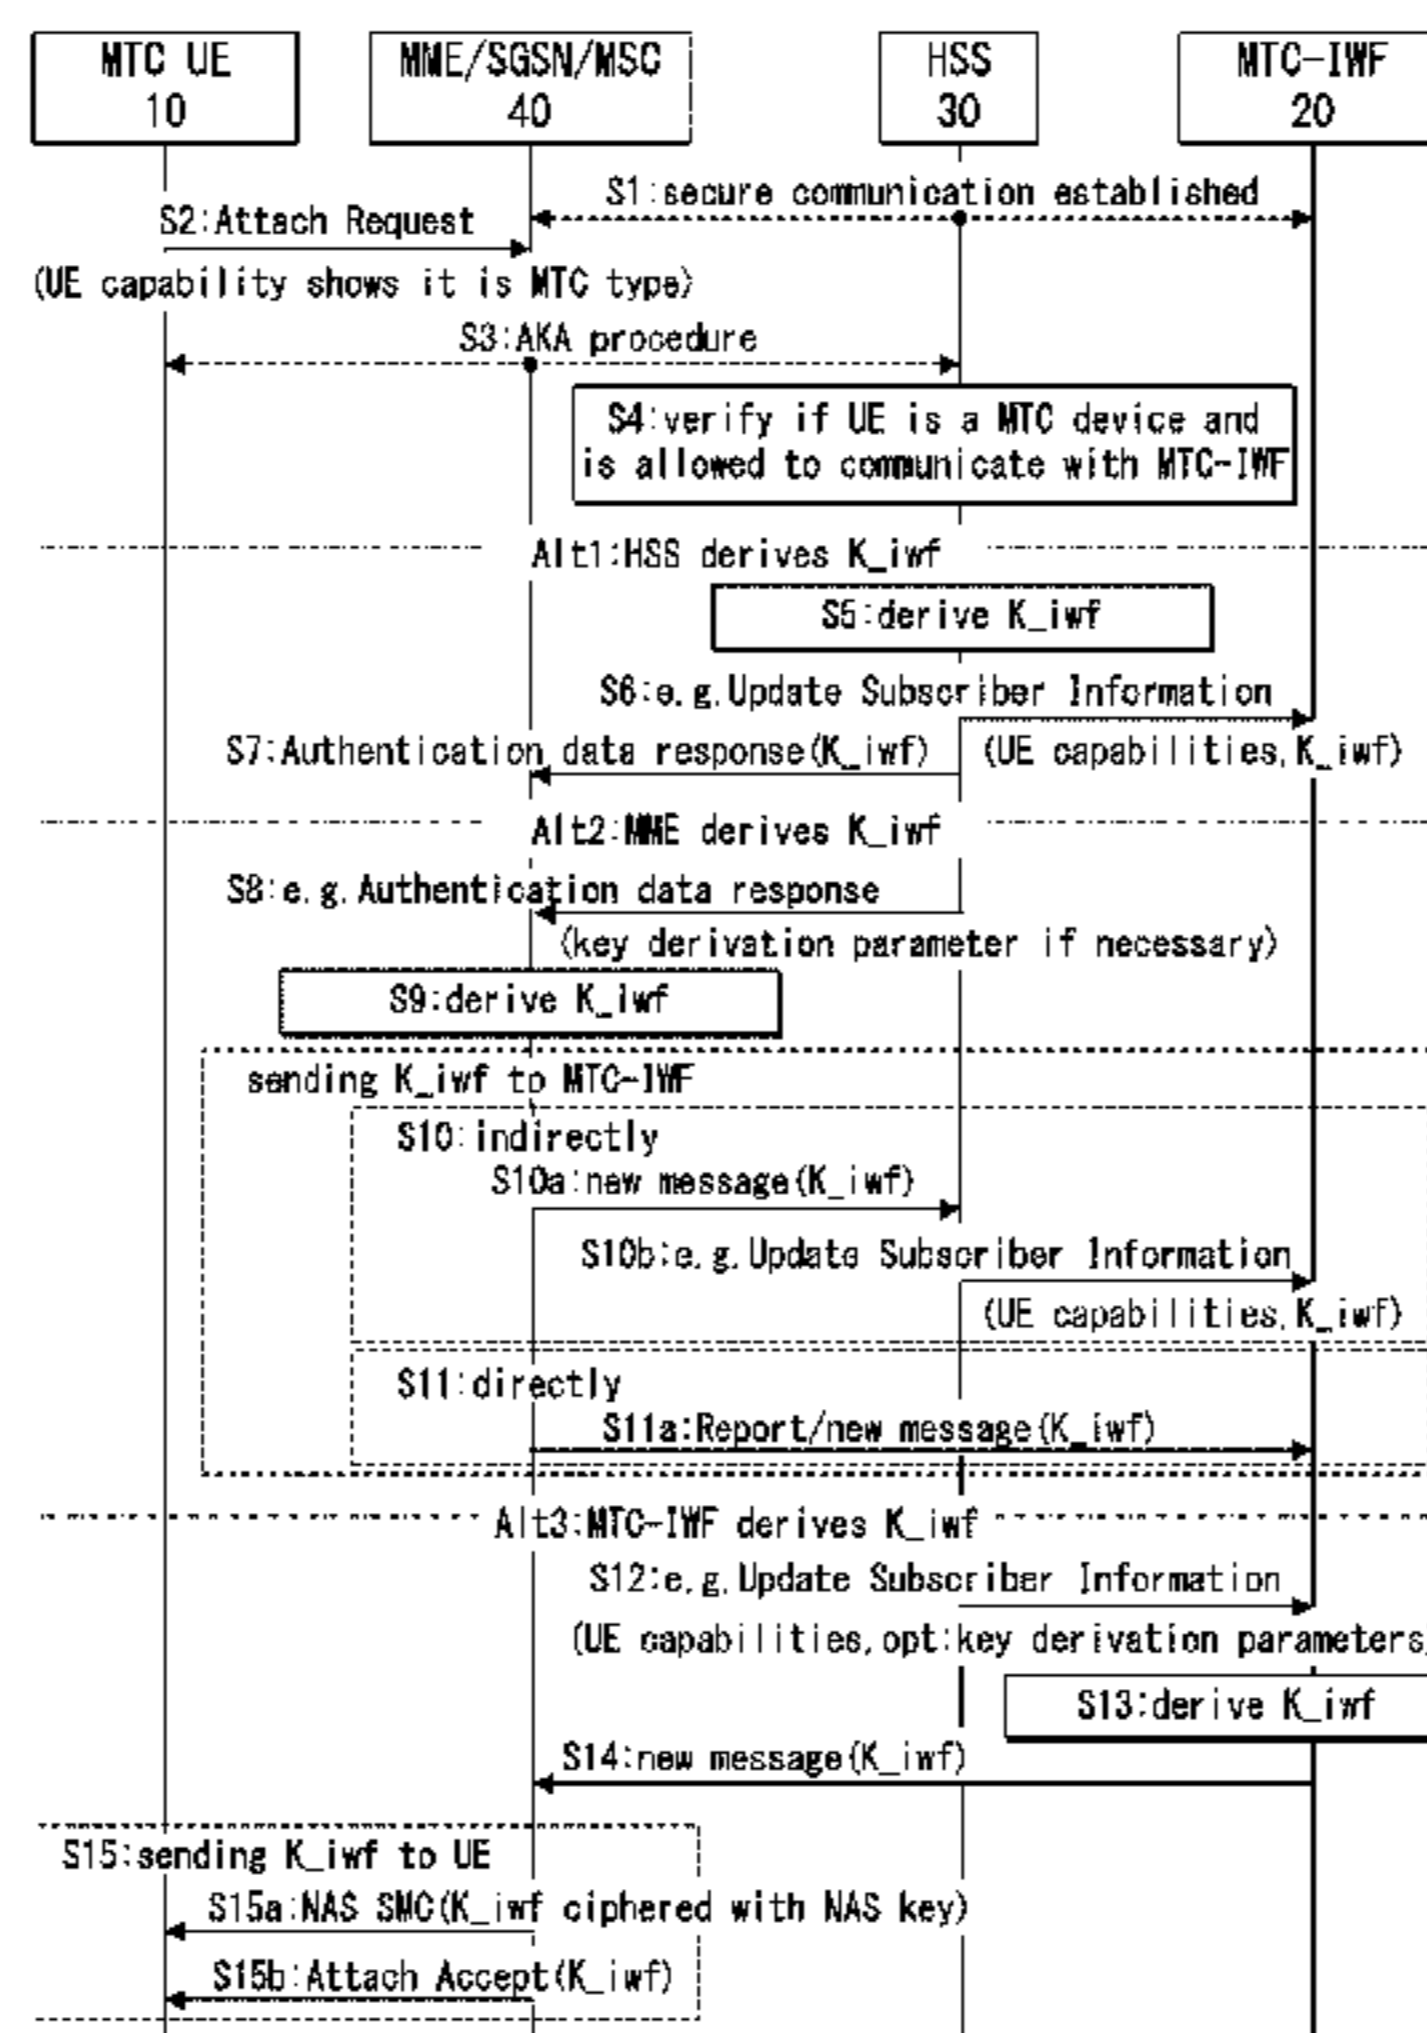 MTC UE
10
MME/SGSN/MSC
40
HSS
30
MTC-IWF
20
S1:secure communication established
S2:Attach Request
(UE capability shows it is MTC type)
S3:AKA procedure
S4:verify if UE is a MTC device and
is allowed to communicate with MTC-IWF
Alt1:HSS derives K_iwf
S5:derive K_iwf
S6:e.g.Update Subscriber Information
S7:Authentication data response(K_iwf)
(UE capabilities,K_iwf)
Alt2:MME derives K_iwf
S8:e.g.Authentication data response
(key derivation parameter if necessary)
S9:derive K_iwf
sending K_iwf to MTC-IWF
S10:indirectly
S10a:new message(K_iwf)
S10b:e.g.Update Subscriber Information
(UE capabilities,K_iwf)
S11:directly
S11a:Report/new message(K_iwf)
Alt3:MTC-IWF derives K_iwf
S12:e.g.Update Subscriber Information
(UE capabilities,opt:key derivation parameters
S13:derive K_iwf
S14:new message(K_iwf)
S15:sending K_iwf to UE
S15a:NAS SMC(K_iwf ciphered with NAS key)
S15b:Attach Accept(K_iwf)